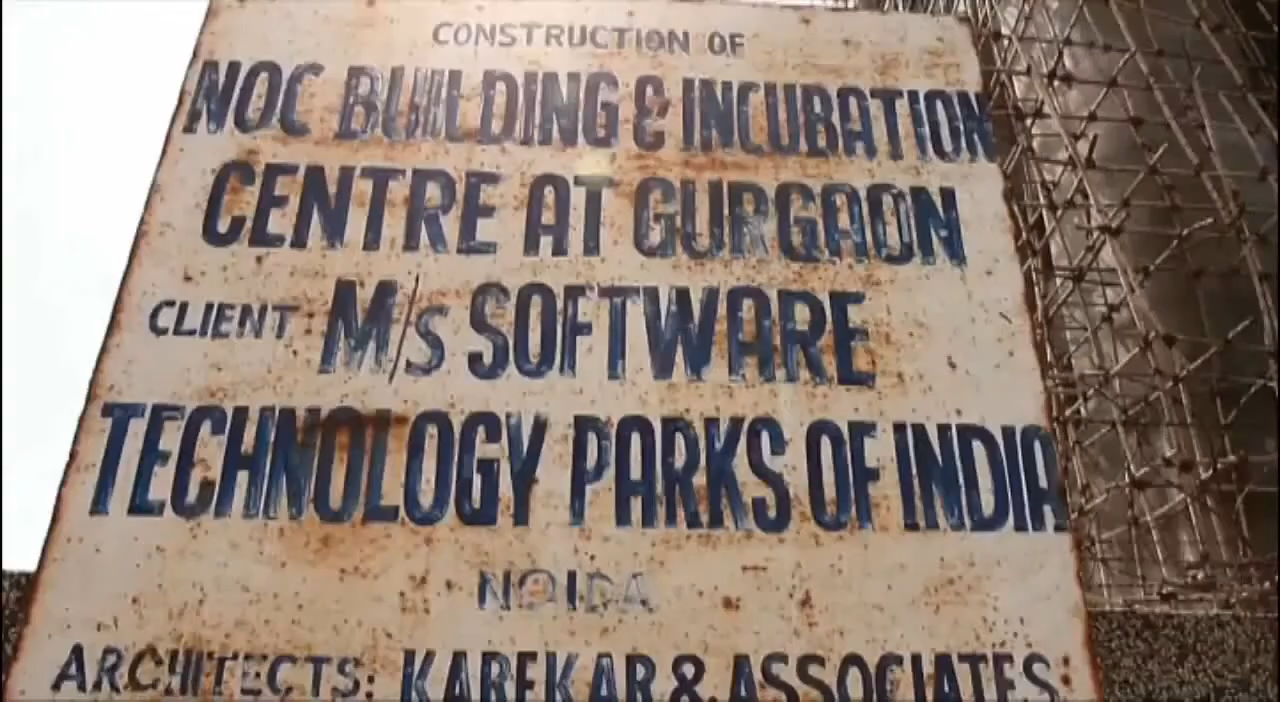 CONSTRUCTION OF
NOC BUILDING & INCUBATION
CENTRE AT GURGAON
CLIENT M/s SOFTWARE
TECHNOLOGY PARKS OF INDIA
NOIDA
ARCHITECTS: KAREKAR & ASSOCIATES: